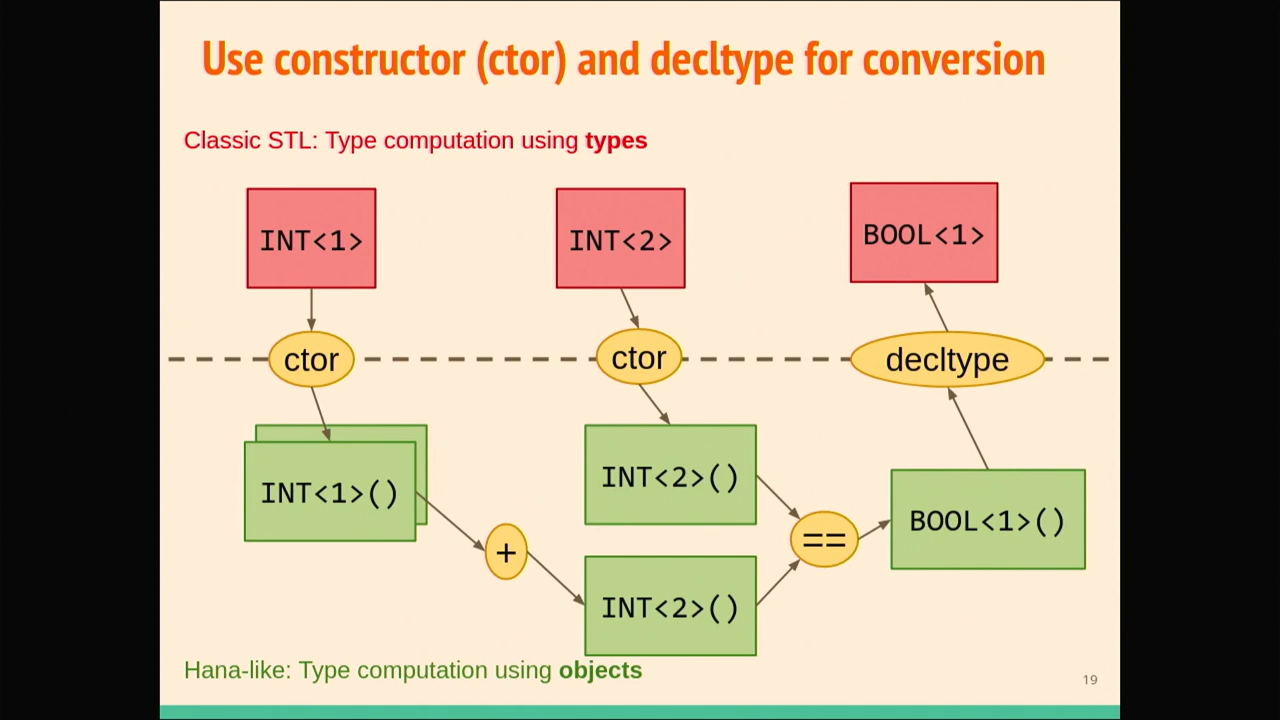 Use constructor (ctor) and decltype for conversion
Classic STL: Type computation using types
INT<1>
INT<2>
BOOL<1>
ctor
ctor
decltype
INT<1>()
INT<2>()
BOOL<1>()
+
==
INT<2>()
Hana-like: Type computation using objects
19